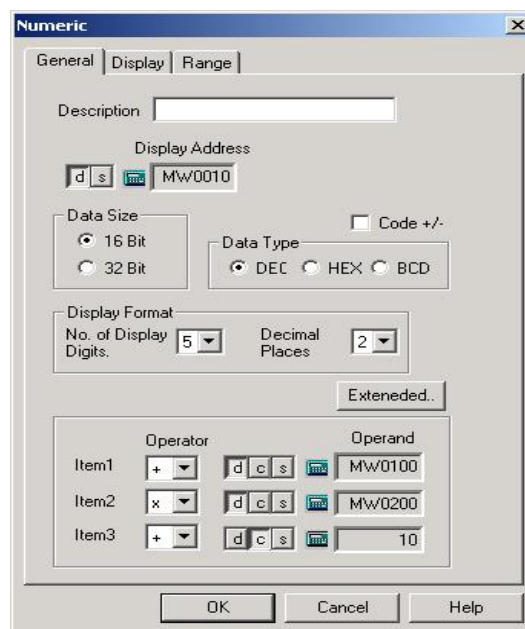 Numeric
General Display Range
Description
Display Address
d s MW0010
Data Size
16 Bit
32 Bit
Code +/-
Data Type
DEC HEX BCD
Display Format
No. of Display Digits. 5
Decimal Places 2
Exteneded..
Operator Operand
Item1 + d c s MW0100
Item2 x d c s MW0200
Item3 + d c s 10
OK Cancel Help